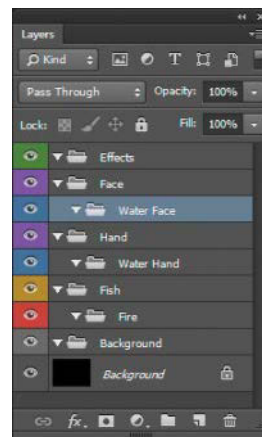 Layers
Kind T
Pass Through Opacity: 100%
Lock: Fill: 100%
Effects
Face
Water Face
Hand
Water Hand
Fish
Fire
Background
Background
fx.